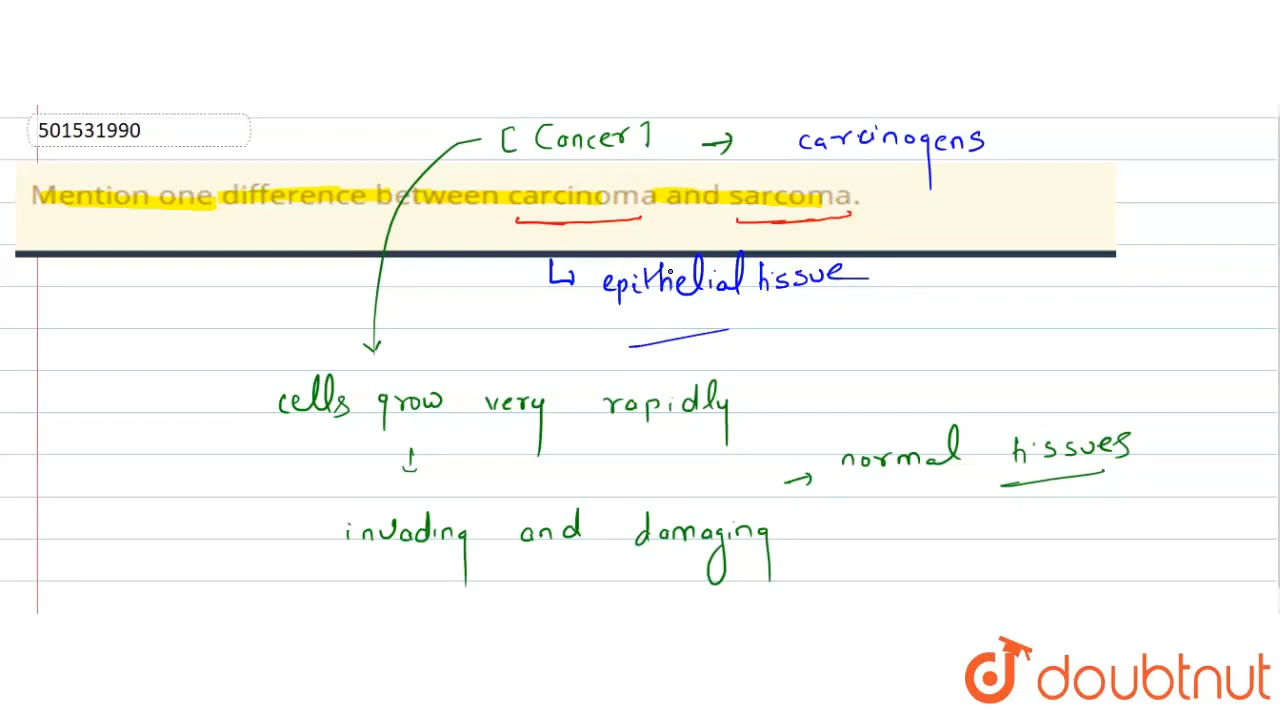 501531990
[ Cancer ] → carcinogens
Mention one difference between carcinoma and sarcoma.
↳ epithelial tissue
cells grow very rapidly
↓
→ normal tissues
invading and damaging
doubtnut